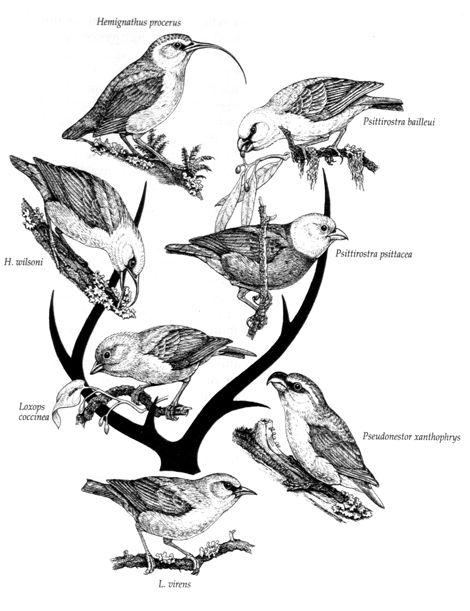 Hemignathus procerus
Psittirostra bailleui
H. wilsoni
Psittirostra psittacea
Loxops
coccinea
Pseudonestor xanthophrys
L. virens